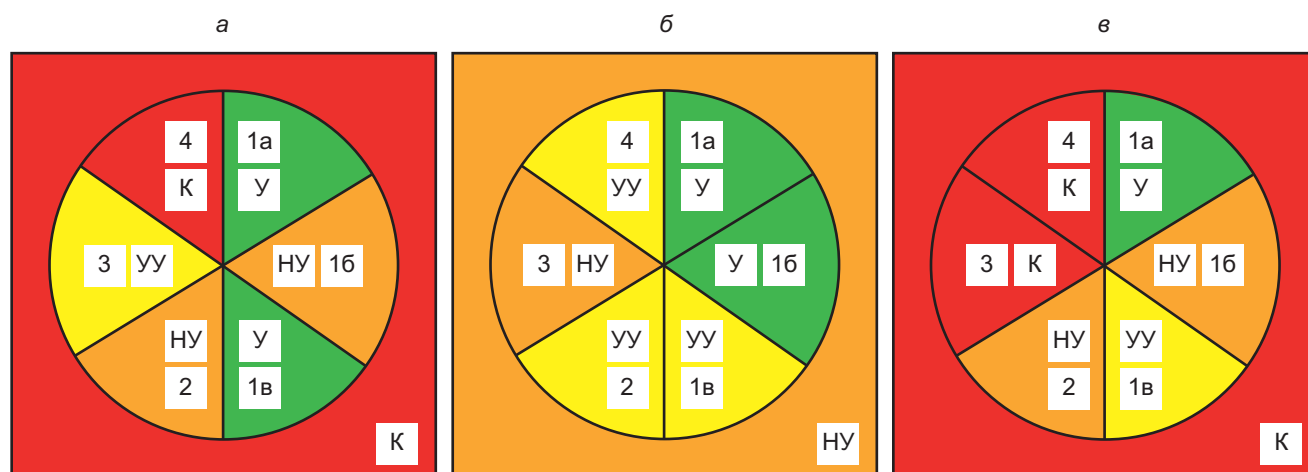 а
б
в
4 1а
К У
3 УУ НУ 1б
НУ У
2 1в
К
4 1а
УУ У
3 НУ У 1б
УУ УУ
2 1в
НУ
4 1а
К У
3 К НУ 1б
НУ УУ
2 1в
К